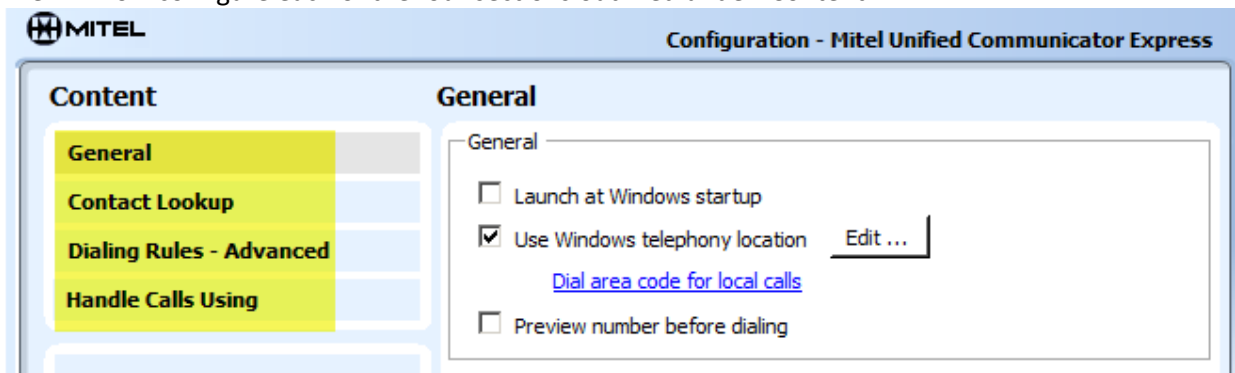 MITEL
Configuration - Mitel Unified Communicator Express
Content
General
Contact Lookup
Dialing Rules - Advanced
Handle Calls Using
General
General
Launch at Windows startup
Use Windows telephony location Edit ...
Dial area code for local calls
Preview number before dialing